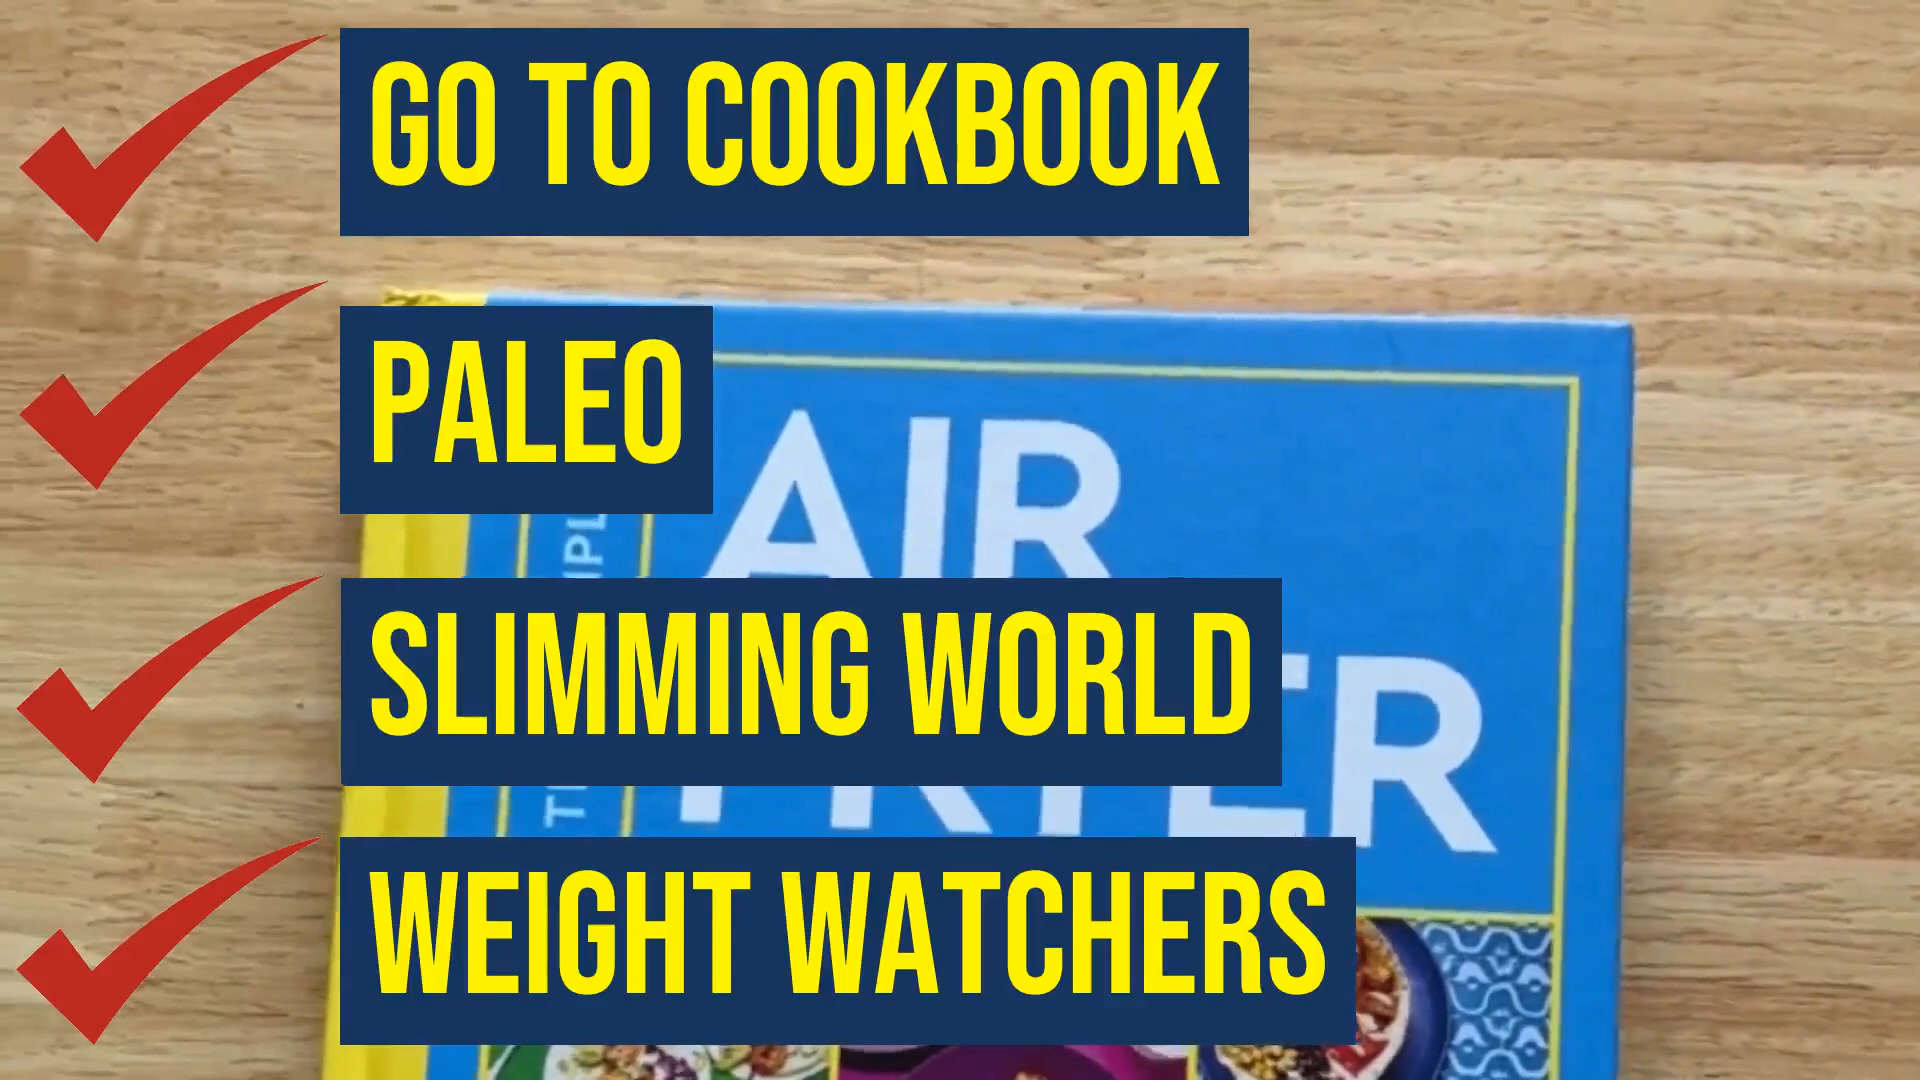 GO TO COOKBOOK
PALEO
AIR
SLIMMING WORLD
WEIGHT WATCHERS